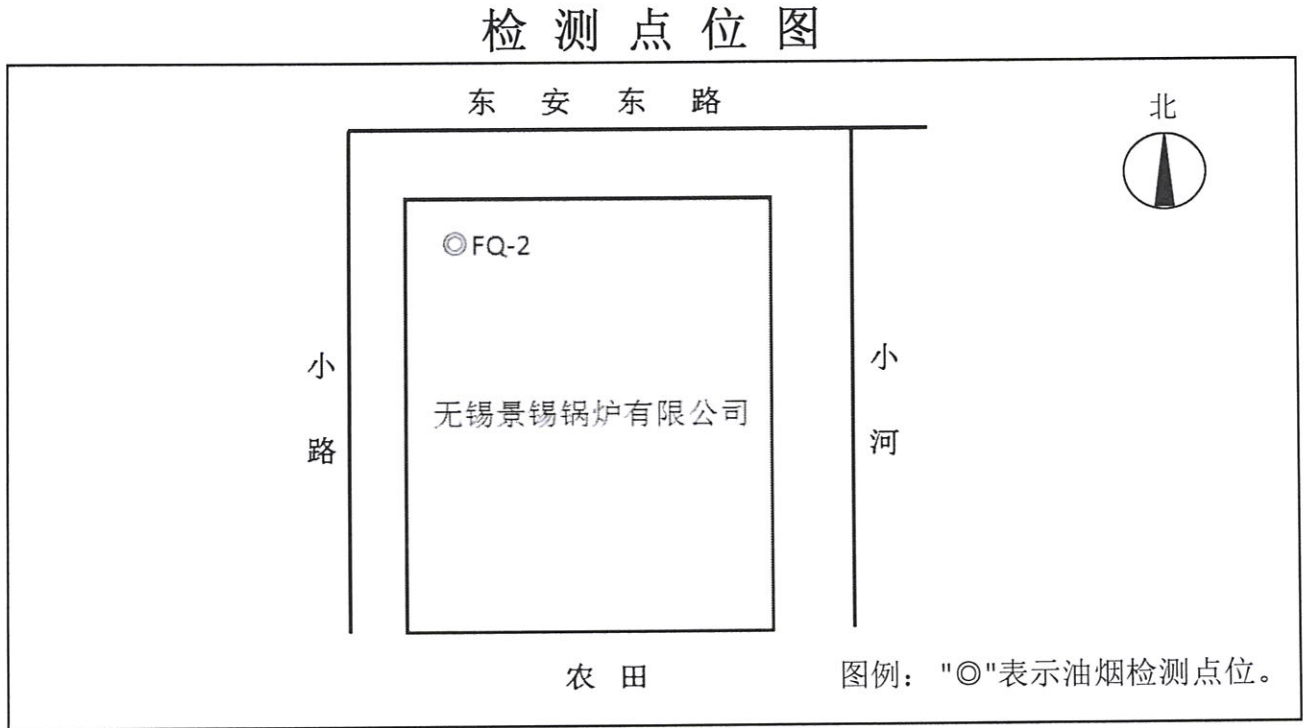 检测点位图
东安东路
北
◎FQ-2
小路
小河
无锡景锡锅炉有限公司
农田
图例："◎"表示油烟检测点位。